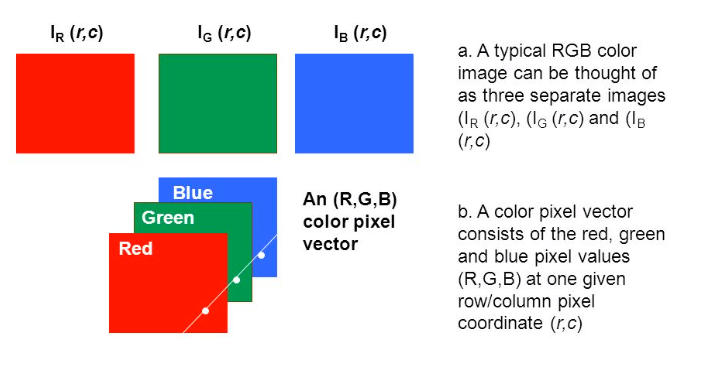 IR (r,c)
IG (r,c)
IB (r,c)
a. A typical RGB color
image can be thought of
as three separate images
(IR (r,c), (IG (r,c) and (IB
(r,c)
Blue
Green
Red
An (R,G,B)
color pixel
vector
b. A color pixel vector
consists of the red, green
and blue pixel values
(R,G,B) at one given
row/column pixel
coordinate (r,c)